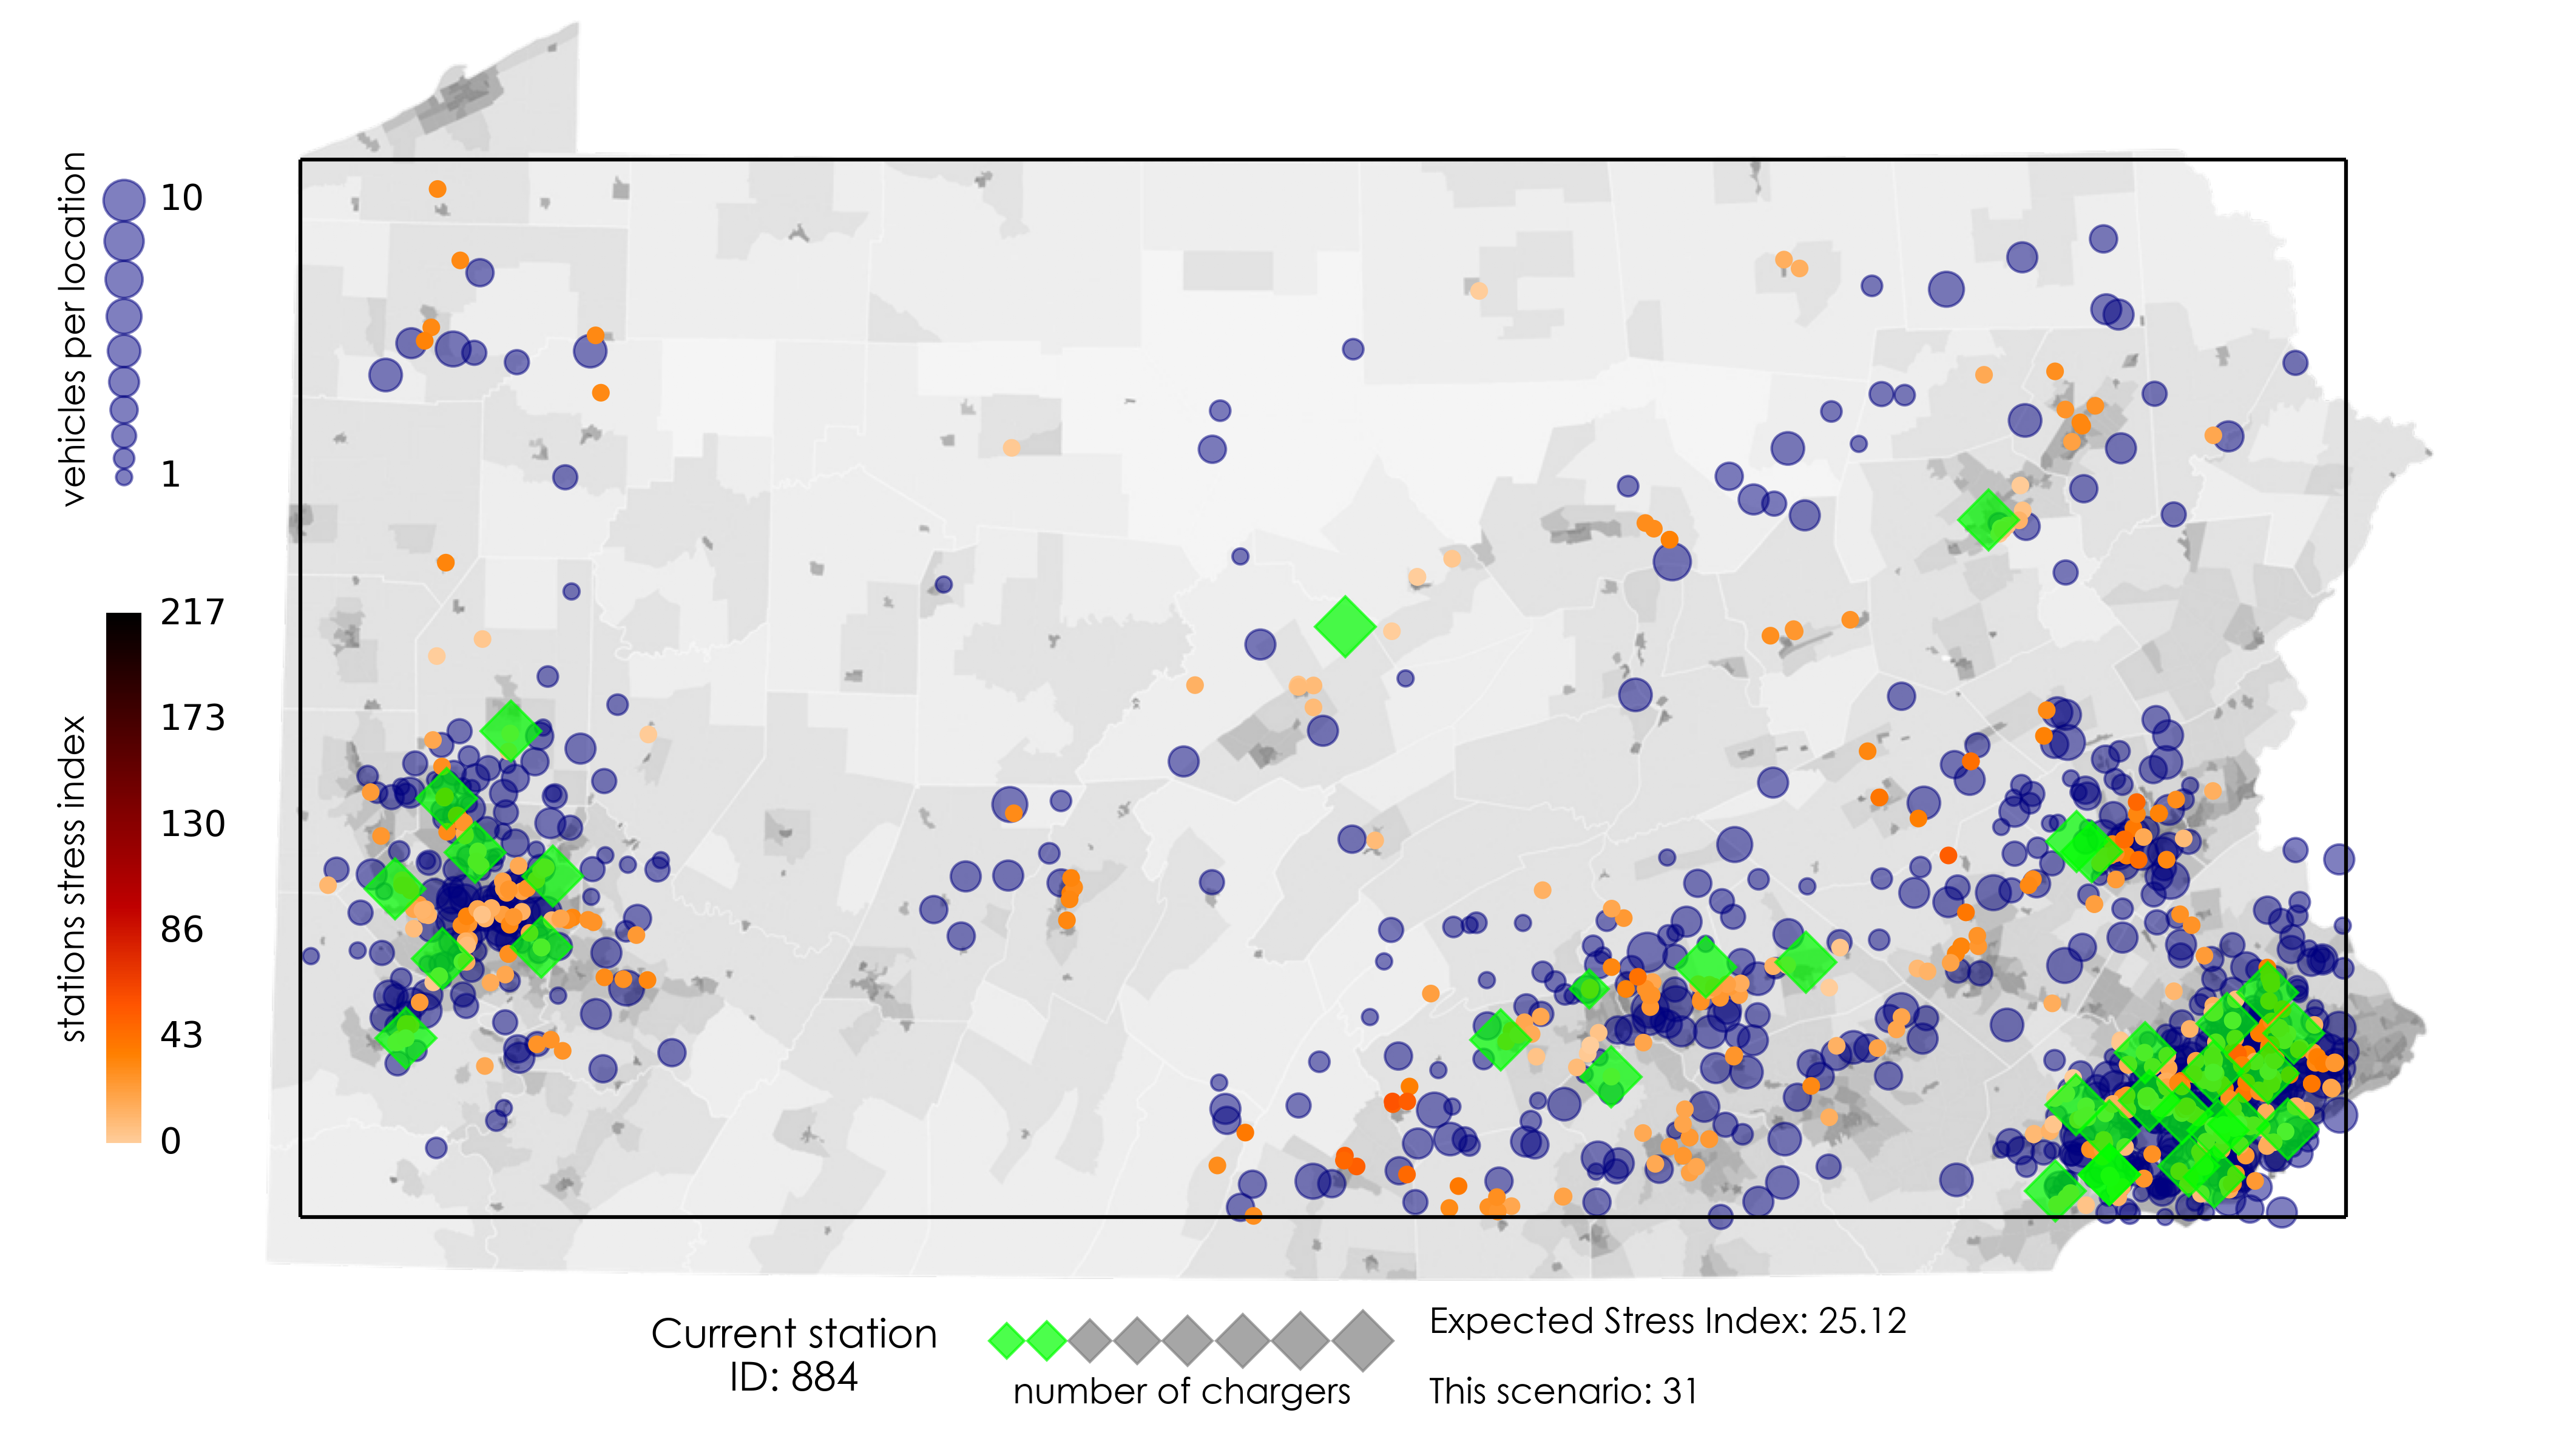 vehicles per location
10
1
stations stress index
217
173
130
86
43
0
Current station
ID: 884
number of chargers
Expected Stress Index: 25.12
This scenario: 31